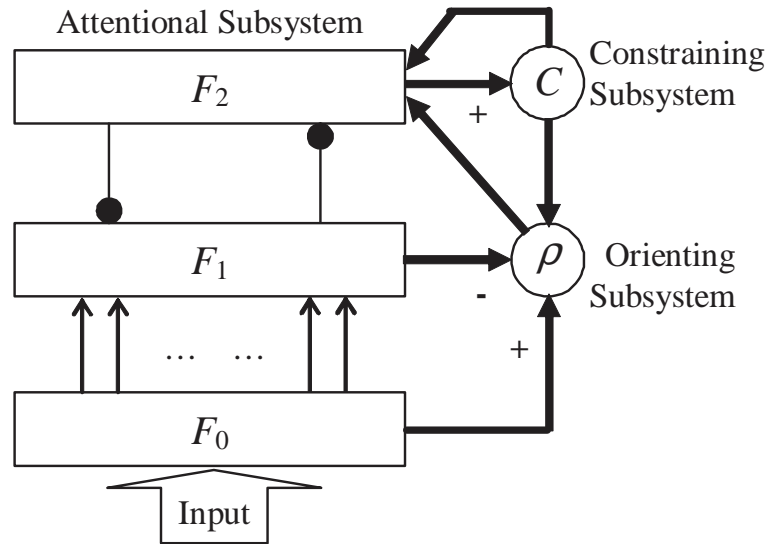 Attentional Subsystem
F₂
C
Constraining
Subsystem
+
F₁
ρ
Orienting
Subsystem
-
+
... ...
F₀
Input